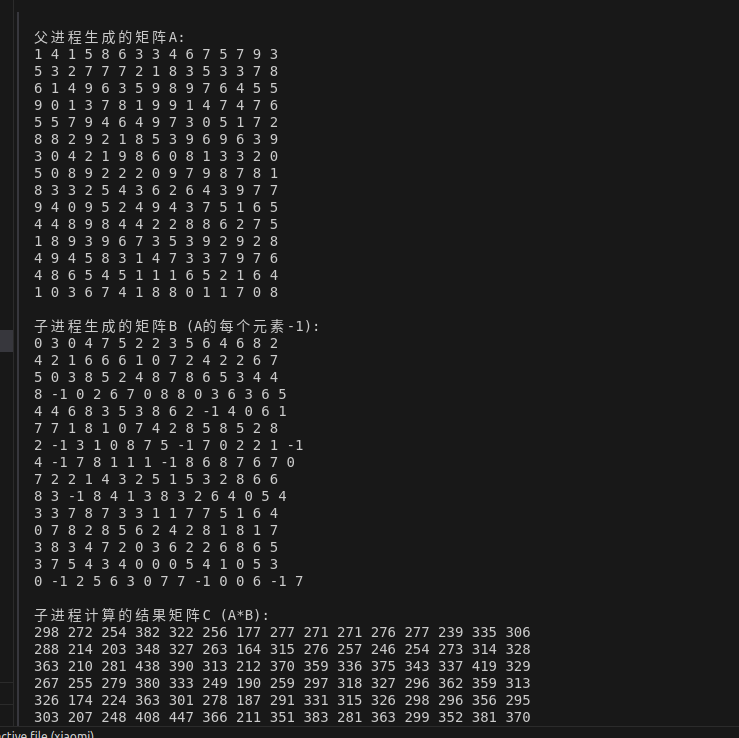 父进程生成的矩阵A:
1 4 1 5 8 6 3 3 4 6 7 5 7 9 3
5 3 2 7 7 7 2 1 8 3 5 3 3 7 8
6 1 4 9 6 3 5 9 8 9 7 6 4 5 5
9 0 1 3 7 8 1 9 9 1 4 7 4 7 6
5 5 7 9 4 6 4 9 7 3 0 5 1 7 2
8 8 2 9 2 1 8 5 3 9 6 9 6 3 9
3 0 4 2 1 9 8 6 0 8 1 3 3 2 0
5 0 8 9 2 2 2 0 9 7 9 8 7 8 1
8 3 3 2 5 4 3 6 2 6 4 3 9 7 7
9 4 0 9 5 2 4 9 4 3 7 5 1 6 5
4 4 8 9 8 4 4 2 2 8 8 6 2 7 5
1 8 9 3 9 6 7 3 5 3 9 2 9 2 8
4 9 4 5 8 3 1 4 7 3 3 7 9 7 6
4 8 6 5 4 5 1 1 1 6 5 2 1 6 4
1 0 3 6 7 4 1 8 8 0 1 1 7 0 8
子进程生成的矩阵B (A的每个元素-1):
0 3 0 4 7 5 2 2 3 5 6 4 6 8 2
4 2 1 6 6 6 1 0 7 2 4 2 2 6 7
5 0 3 8 5 2 4 8 7 8 6 5 3 4 4
8 -1 0 2 6 7 0 8 8 0 3 6 3 6 5
4 4 6 8 3 5 3 8 6 2 -1 4 0 6 1
7 7 1 8 1 0 7 4 2 8 5 8 5 2 8
2 -1 3 1 0 8 7 5 -1 7 0 2 2 1 -1
4 -1 7 8 1 1 1 -1 8 6 8 7 6 7 0
7 2 2 1 4 3 2 5 1 5 3 2 8 6 6
8 3 -1 8 4 1 3 8 3 2 6 4 0 5 4
3 3 7 8 7 3 3 1 1 7 7 5 1 6 4
0 7 8 2 8 5 6 2 4 2 8 1 8 1 7
3 8 3 4 7 2 0 3 6 2 2 6 8 6 5
3 7 5 4 3 4 0 0 0 5 4 1 0 5 3
0 -1 2 5 6 3 0 7 7 -1 0 0 6 -1 7
子进程计算的结果矩阵C (A*B):
298 272 254 382 322 256 177 277 271 271 276 277 239 335 306
288 214 203 348 327 263 164 315 276 257 246 254 273 314 328
363 210 281 438 390 313 212 370 359 336 375 343 337 419 329
267 255 279 380 333 249 190 259 297 318 327 296 362 359 313
326 174 224 363 301 278 187 291 331 315 326 298 296 356 295
303 207 248 408 447 366 211 351 383 281 363 299 352 381 370
active file (xiaomi)